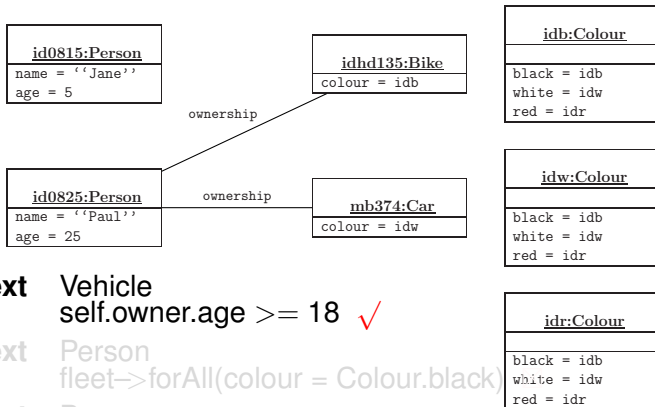 id0815:Person
name = ‘‘Jane’’
age = 5
idhd135:Bike
colour = idb
idb:Colour
black = idb
white = idw
red = idr
ownership
id0825:Person
name = ‘‘Paul’’
age = 25
ownership
mb374:Car
colour = idw
idw:Colour
black = idb
white = idw
red = idr
ext Vehicle
self.owner.age >= 18 √
ext Person
fleet–>forAll(colour = Colour.black)
idr:Colour
black = idb
white = idw
red = idr